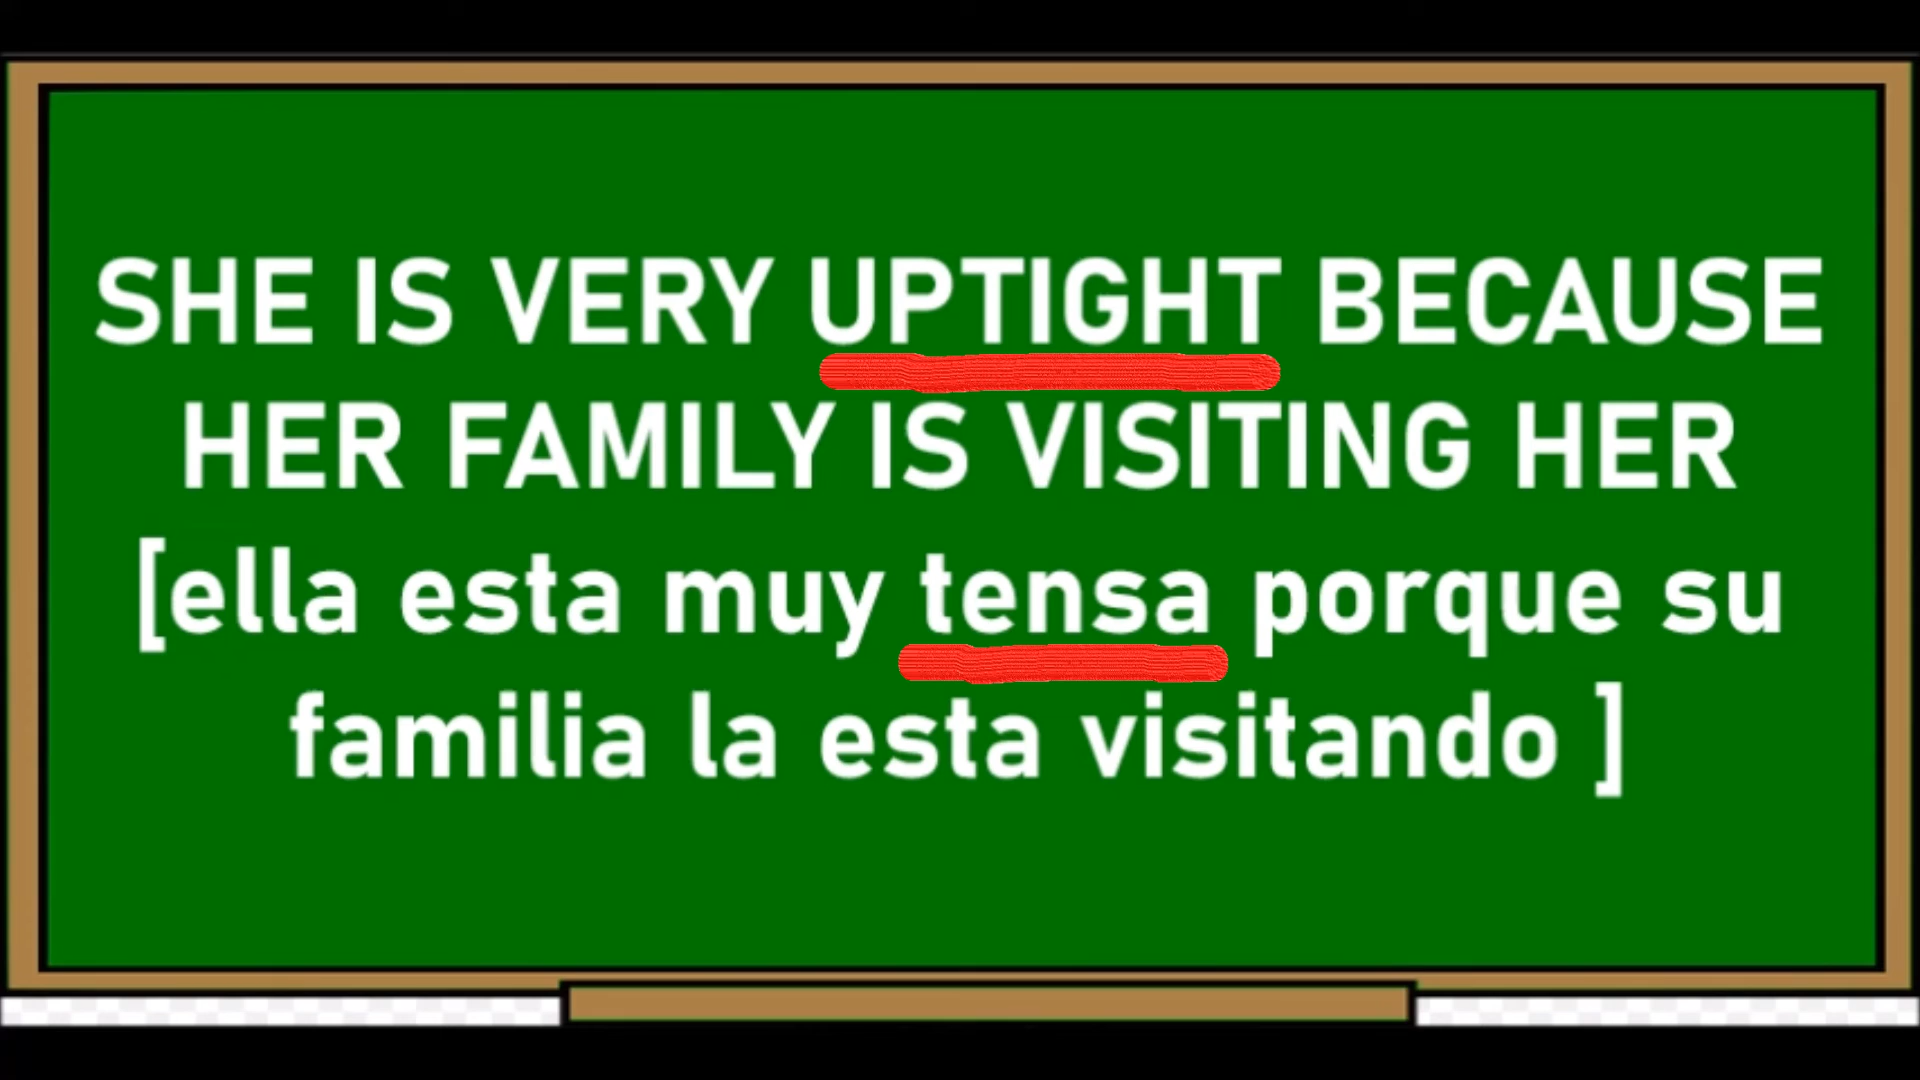 SHE IS VERY UPTIGHT BECAUSE
HER FAMILY IS VISITING HER
[ella esta muy tensa porque su
familia la esta visitando ]